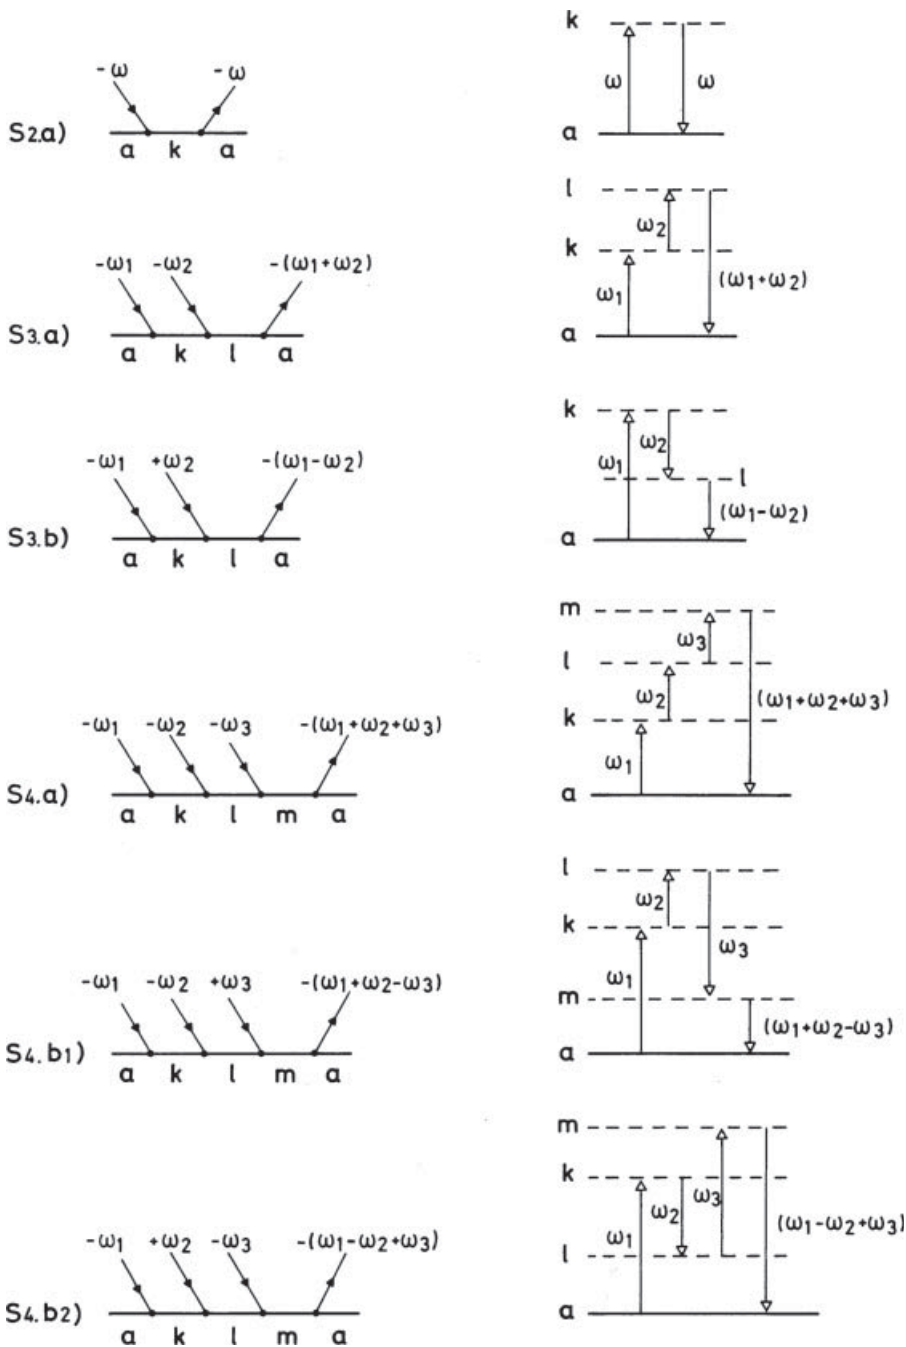 k
-ω -ω
ω ω
S2.a)
a k a
a
l
ω2
k
-ω1 -ω2 -(ω1+ω2)
ω1 (ω1+ω2)
S3.a)
a k l a
a
k
ω2
-ω1 +ω2 -(ω1-ω2)
ω1
l
(ω1-ω2)
S3.b)
a k l a
a
m
ω3
l
ω2 (ω1+ω2+ω3)
k
-ω1 -ω2 -ω3 -(ω1+ω2+ω3)
ω1
S4.a)
a k l m a
a
l
ω2
k
ω3
-ω1 -ω2 +ω3 -(ω1+ω2-ω3)
ω1
m
(ω1+ω2-ω3)
S4.b1)
a k l m a
a
m
k
ω3
ω2
ω1
(ω1-ω2+ω3)
-ω1 +ω2 -ω3 -(ω1-ω2+ω3)
l
S4.b2)
a k l m a
a